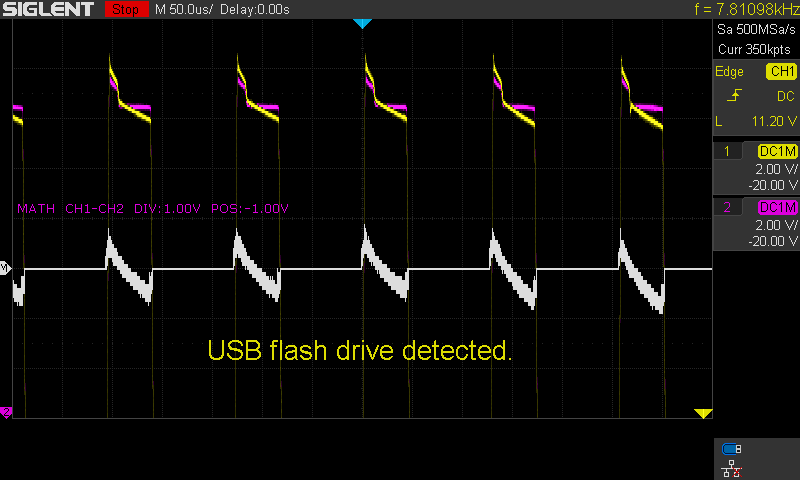 SIGLENT Stop M 50.0us/ Delay:0.00s f = 7.81098kHz
Sa 500MSa/s
Curr 350kpts
Edge CH1
DC
L 11.20 V
1 DC1M
2.00 V/
-20.00 V
2 DC1M
2.00 V/
-20.00 V
MATH CH1-CH2 DIV:1.00V POS:-1.00V
M
USB flash drive detected.
2